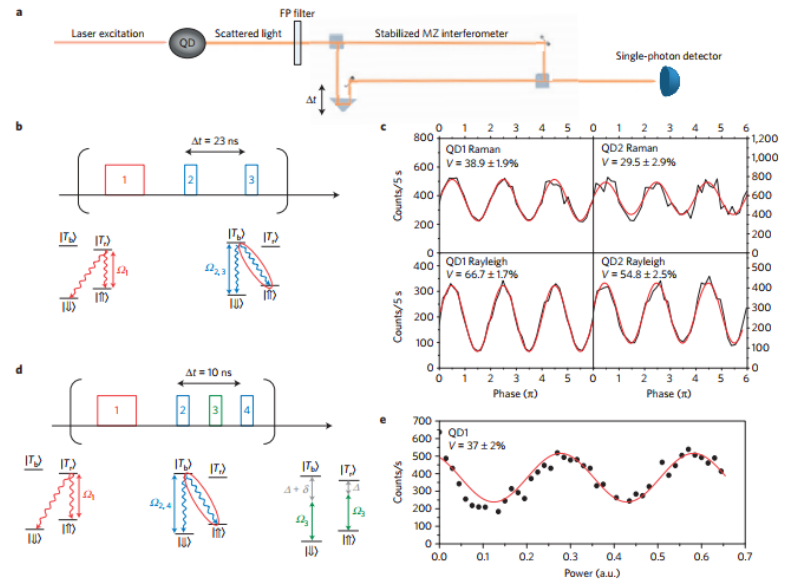 a
Laser excitation
QD
Scattered light
FP filter
Stabilized MZ interferometer
Single-photon detector
Δt
b
Δt = 23 ns
1
2
3
|T_b⟩
|T_r⟩
Ω₁
|⇓⟩
|⇑⟩
|T_b⟩
|T_r⟩
Ω₂,₃
|⇓⟩
|⇑⟩
c
0 1 2 3 4 5 0 1 2 3 4 5 6
800
600
400
200
0
Counts/5 s
QD1 Raman
V = 38.9 ± 1.9%
QD2 Raman
V = 29.5 ± 2.9%
1,200
1,000
800
600
400
200
0
400
300
200
100
0
Counts/5 s
QD1 Rayleigh
V = 66.7 ± 1.7%
QD2 Rayleigh
V = 54.8 ± 2.5%
500
400
300
200
100
0
0 1 2 3 4 5 0 1 2 3 4 5 6
Phase (π)
Phase (π)
d
Δt = 10 ns
1
2
3
4
|T_b⟩
|T_r⟩
Ω₁
|⇓⟩
|⇑⟩
|T_b⟩
|T_r⟩
Ω₂,₄
|⇓⟩
|⇑⟩
|T_b⟩
|T_r⟩
Δ + δ
Δ
Ω₃
Ω₃
|⇓⟩
|⇑⟩
e
700
600
500
400
300
200
100
0
Counts/s
QD1
V = 37 ± 2%
0.0 0.1 0.2 0.3 0.4 0.5 0.6 0.7
Power (a.u.)